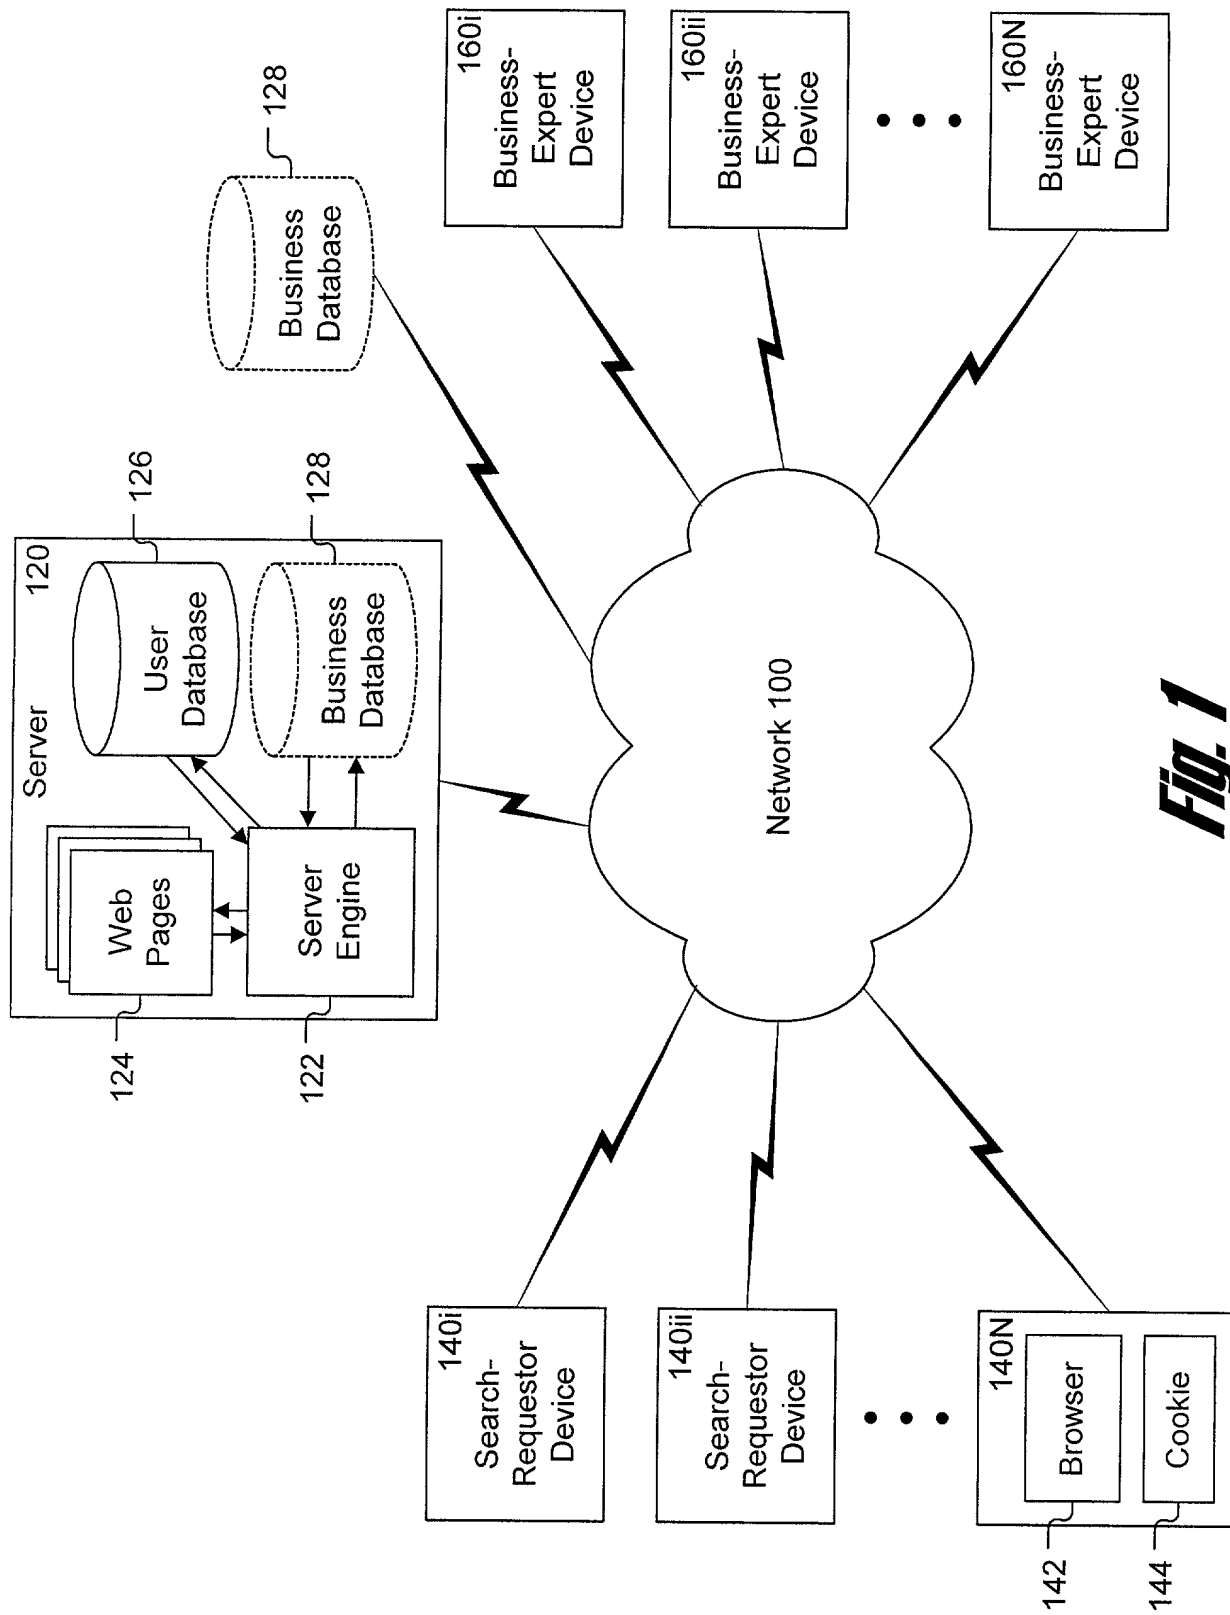 Server
120
Web
Pages
124
Server
Engine
122
User
Database
126
Business
Database
128
Business
Database
128
140i
Search-
Requestor
Device
140ii
Search-
Requestor
Device
140N
Browser
142
Cookie
144
Network 100
160i
Business-
Expert
Device
160ii
Business-
Expert
Device
160N
Business-
Expert
Device
Fig. 1